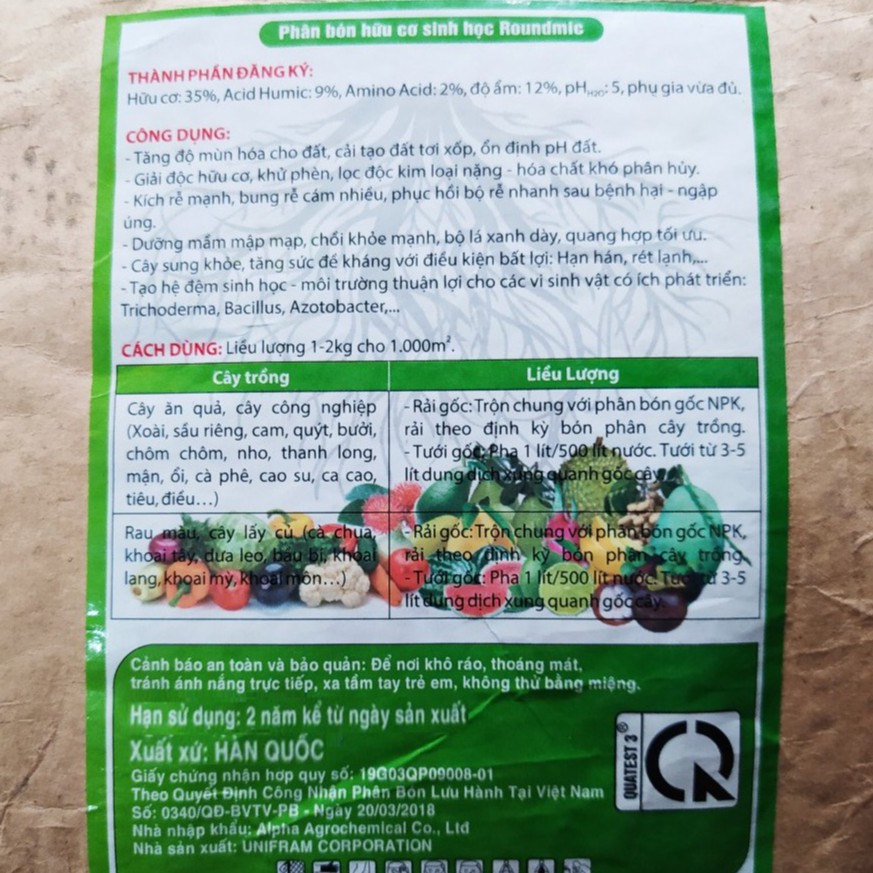 Phân bón hữu cơ sinh học Roundmic
THÀNH PHẦN ĐĂNG KÝ:
Hữu cơ: 35%, Acid Humic: 9%, Amino Acid: 2%, độ ẩm: 12%, pHH2O: 5, phụ gia vừa đủ.
CÔNG DỤNG:
- Tăng độ mùn hóa cho đất, cải tạo đất tơi xốp, ổn định pH đất.
- Giải độc hữu cơ, khử phèn, lọc độc kim loại nặng - hóa chất khó phân hủy.
- Kích rễ mạnh, bung rễ cám nhiều, phục hồi bộ rễ nhanh sau bệnh hại - ngập
úng.
- Dưỡng mầm mập mạp, chồi khỏe mạnh, bộ lá xanh dày, quang hợp tối ưu.
- Cây sung khỏe, tăng sức đề kháng với điều kiện bất lợi: Hạn hán, rét lạnh,...
- Tạo hệ đệm sinh học - môi trường thuận lợi cho các vi sinh vật có ích phát triển:
Trichoderma, Bacillus, Azotobacter,...
CÁCH DÙNG: Liều lượng 1-2kg cho 1.000m².
Cây trồng
Liều Lượng
Cây ăn quả, cây công nghiệp
(Xoài, sầu riêng, cam, quýt, bưởi,
chôm chôm, nho, thanh long,
mận, ổi, cà phê, cao su, ca cao,
tiêu, điều...)
- Rải gốc: Trộn chung với phân bón gốc NPK,
rải theo định kỳ bón phân cây trồng.
- Tưới gốc: Pha 1 lít/500 lít nước. Tưới từ 3-5
lít dung dịch xung quanh gốc cây.
Rau màu, cây lấy củ (cà chua,
khoai tây, dưa leo, bầu bí, khoai
lang, khoai mỳ, khoai môn...)
- Rải gốc: Trộn chung với phân bón gốc NPK,
rải theo định kỳ bón phân cây trồng.
- Tưới gốc: Pha 1 lít/500 lít nước. Tưới từ 3-5
lít dung dịch xung quanh gốc cây.
Cảnh báo an toàn và bảo quản: Để nơi khô ráo, thoáng mát,
tránh ánh nắng trực tiếp, xa tầm tay trẻ em, không thử bằng miệng.
Hạn sử dụng: 2 năm kể từ ngày sản xuất
Xuất xứ: HÀN QUỐC
Giấy chứng nhận hợp quy số: 19G03QP09008-01
Theo Quyết Định Công Nhận Phân Bón Lưu Hành Tại Việt Nam
Số: 0340/QĐ-BVTV-PB - Ngày 20/03/2018
Nhà nhập khẩu: Alpha Agrochemical Co., Ltd
Nhà sản xuất: UNIFRAM CORPORATION
QUATEST 3®